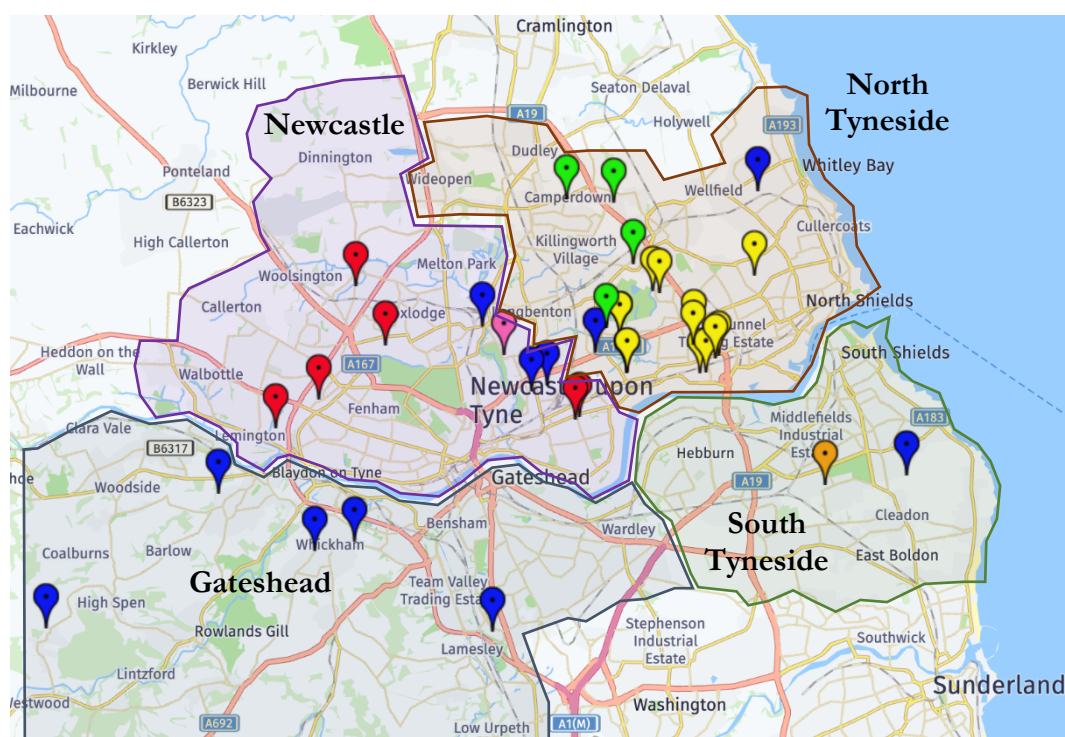 Cramlington
Kirkley
Milbourne
Berwick Hill
Seaton Delaval
North
Tyneside
A19
Holywell
A193
Newcastle
Dinnington
Dudley
Whitley Bay
Ponteland
Wideopen
Camperdown
Wellfield
B6323
Eachwick
High Callerton
Killingworth
Village
Cullercoats
Woolsington
Melton Park
Callerton
North Shields
Heddon on the
Wall
Walbottle
A167
South Shields
Newcastle upon
Tyne
Fenham
Middlefields
Industrial
A183
Clara Vale
Lemington
B6317
Hebburn
Blaydon on Tyne
Woodside
Gateshead
A19
Cleadon
Wardley
South
Tyneside
Bensham
Whickham
Coalburns
Barlow
East Boldon
Gateshead
Team Valley
High Spen
Rowlands Gill
Lamesley
Stephenson
Industrial
Estate
Southwick
Lintzford
Washington
Sunderland
A692
Low Urpeth
A1(M)